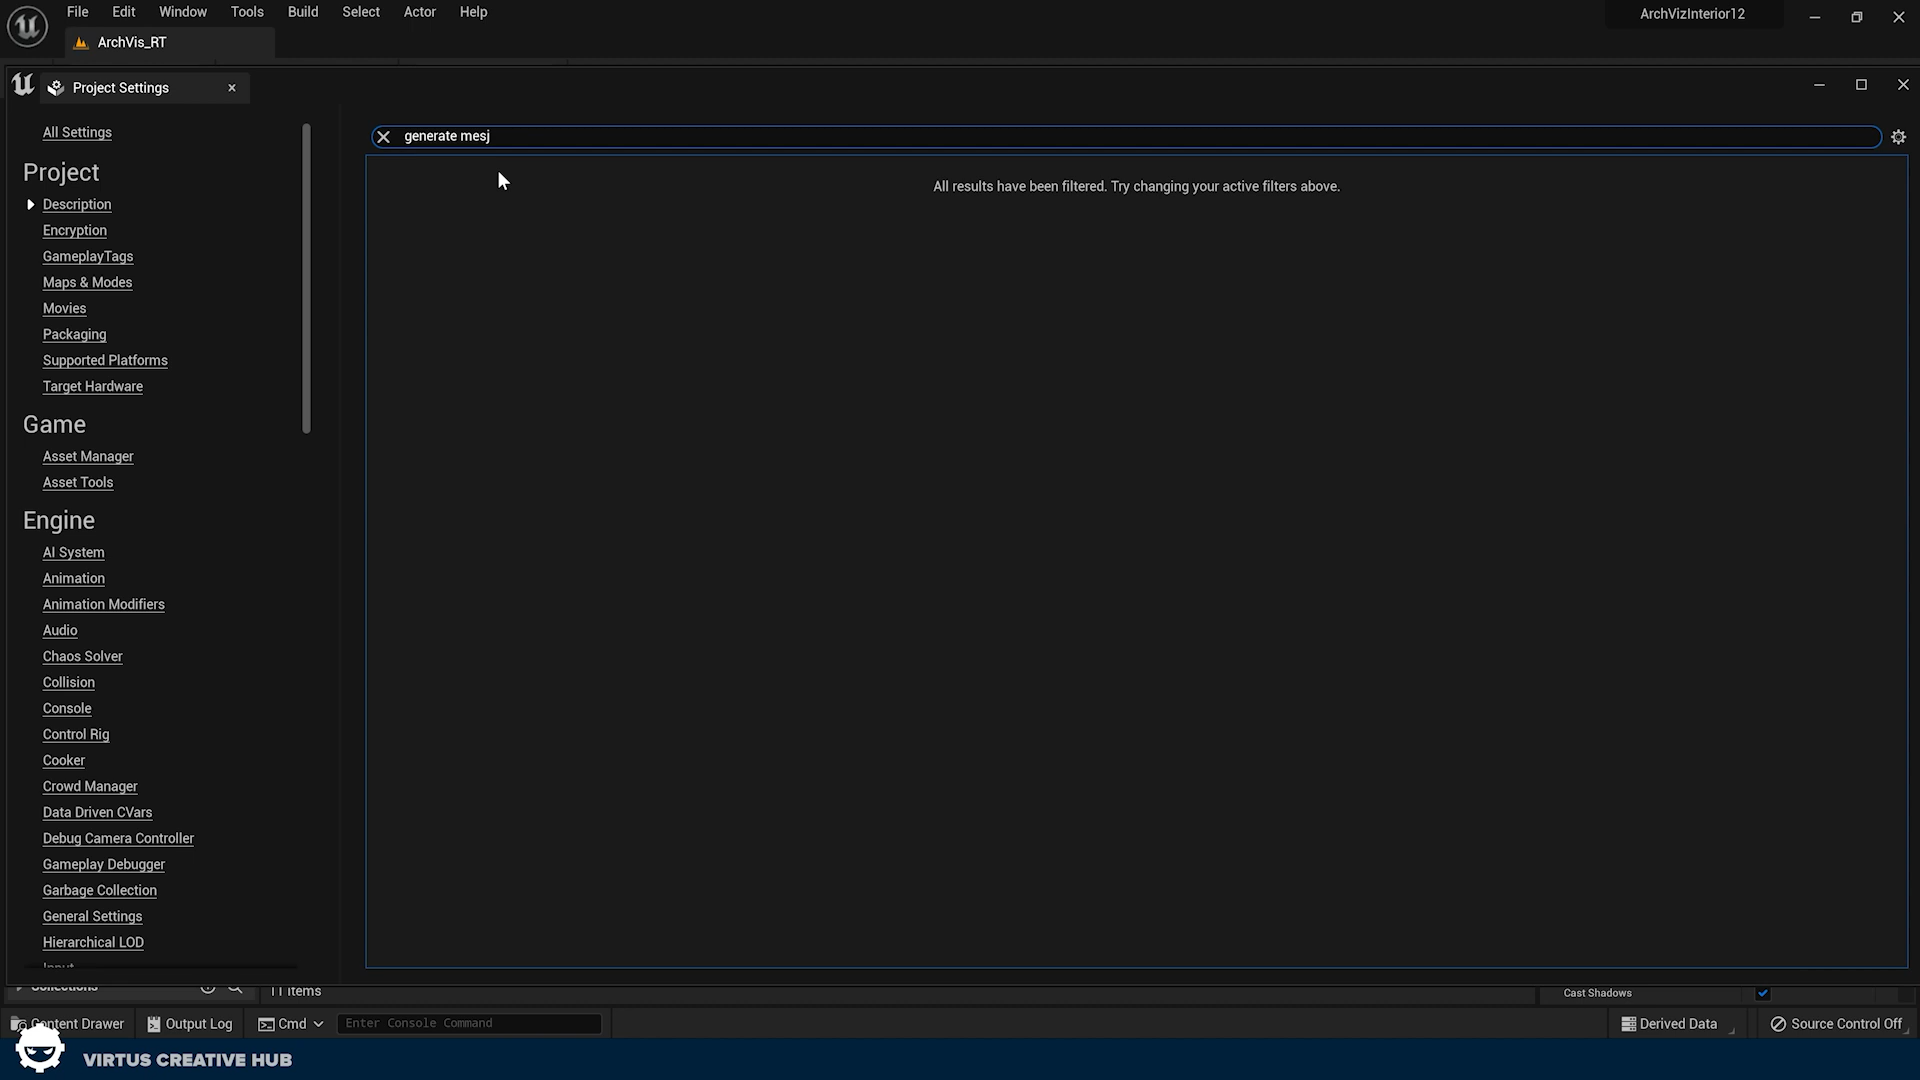 File Edit Window Tools Build Select Actor Help
ArchVizInterior12
ArchVis_RT
Project Settings
All Settings
generate mesj
All results have been filtered. Try changing your active filters above.
Project
Description
Encryption
GameplayTags
Maps & Modes
Movies
Packaging
Supported Platforms
Target Hardware
Game
Asset Manager
Asset Tools
Engine
AI System
Animation
Animation Modifiers
Audio
Chaos Solver
Collision
Console
Control Rig
Cooker
Crowd Manager
Data Driven CVars
Debug Camera Controller
Gameplay Debugger
Garbage Collection
General Settings
Hierarchical LOD
Input
Collections
11 items
Cast Shadows
Content Drawer
Output Log
Cmd
Enter Console Command
Derived Data
Source Control Off
VIRTUS CREATIVE HUB